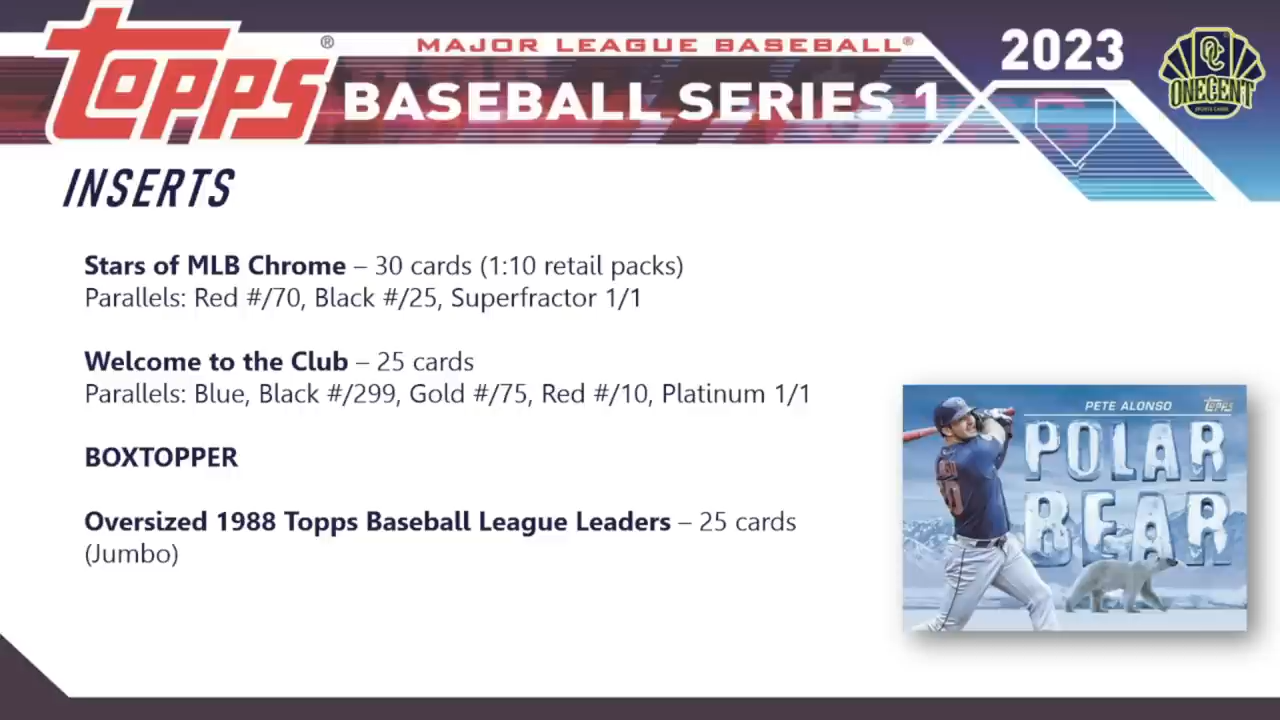 topps®
MAJOR LEAGUE BASEBALL®
BASEBALL SERIES 1
2023
OC
ONECENT
SPORTS CARDS
INSERTS
Stars of MLB Chrome – 30 cards (1:10 retail packs)
Parallels: Red #/70, Black #/25, Superfractor 1/1
Welcome to the Club – 25 cards
Parallels: Blue, Black #/299, Gold #/75, Red #/10, Platinum 1/1
BOXTOPPER
Oversized 1988 Topps Baseball League Leaders – 25 cards
(Jumbo)
PETE ALONSO
topps
POLAR
BEAR